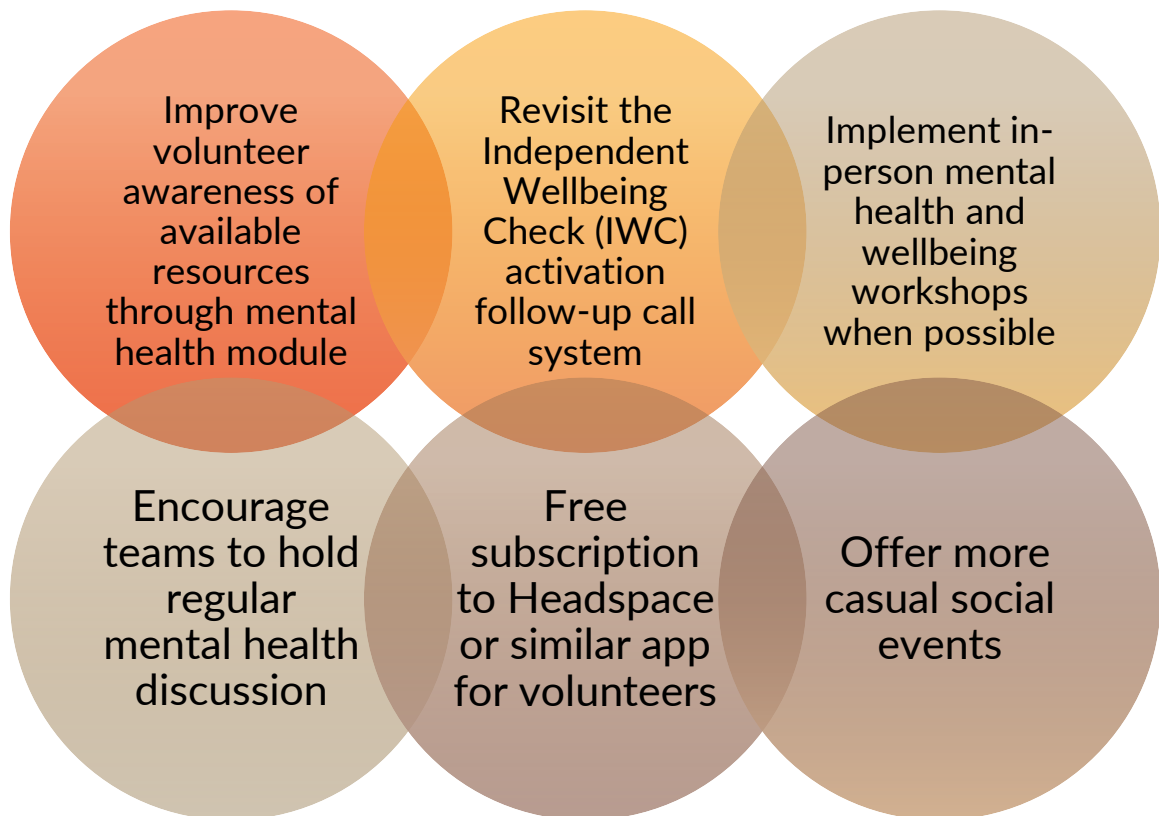 Improve
volunteer
awareness of
available
resources
through mental
health module
Revisit the
Independent
Wellbeing
Check (IWC)
activation
follow-up call
system
Implement in-
person mental
health and
wellbeing
workshops
when possible
Encourage
teams to hold
regular
mental health
discussion
Free
subscription
to Headspace
or similar app
for volunteers
Offer more
casual social
events